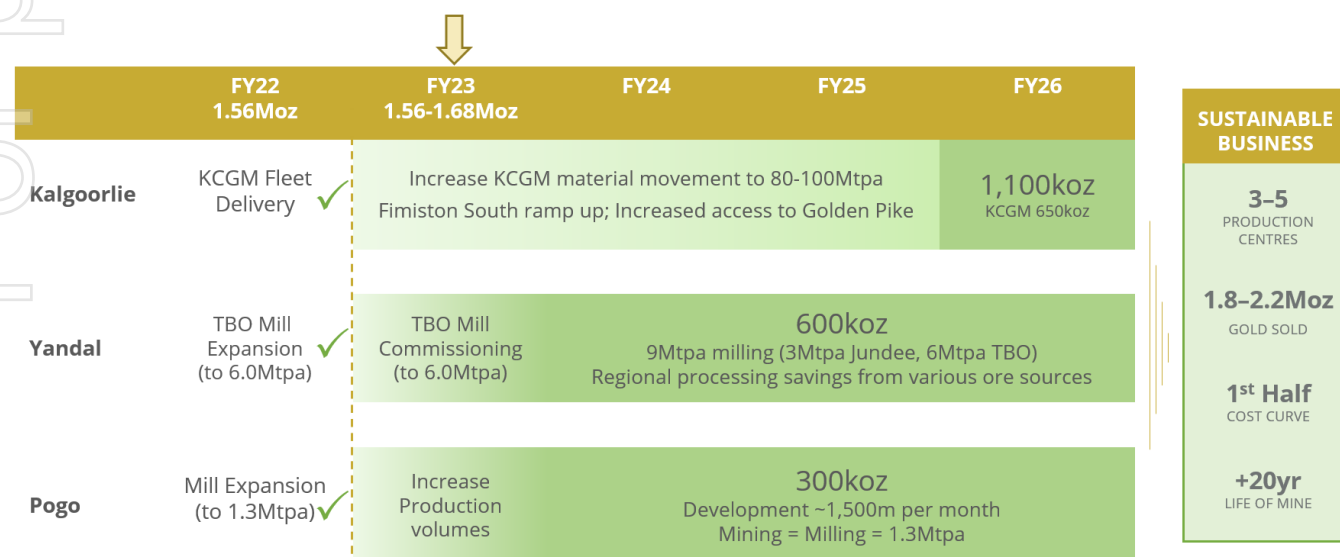 FY22
1.56Moz
FY23
1.56-1.68Moz
FY24
FY25
FY26
Kalgoorlie
KCGM Fleet
Delivery
Increase KCGM material movement to 80-100Mtpa
Fimiston South ramp up; Increased access to Golden Pike
1,100koz
KCGM 650koz
Yandal
TBO Mill
Expansion
(to 6.0Mtpa)
TBO Mill
Commissioning
(to 6.0Mtpa)
600koz
9Mtpa milling (3Mtpa Jundee, 6Mtpa TBO)
Regional processing savings from various ore sources
Pogo
Mill Expansion
(to 1.3Mtpa)
Increase
Production
volumes
300koz
Development ~1,500m per month
Mining = Milling = 1.3Mtpa
SUSTAINABLE
BUSINESS
3–5
PRODUCTION
CENTRES
1.8–2.2Moz
GOLD SOLD
1st Half
COST CURVE
+20yr
LIFE OF MINE